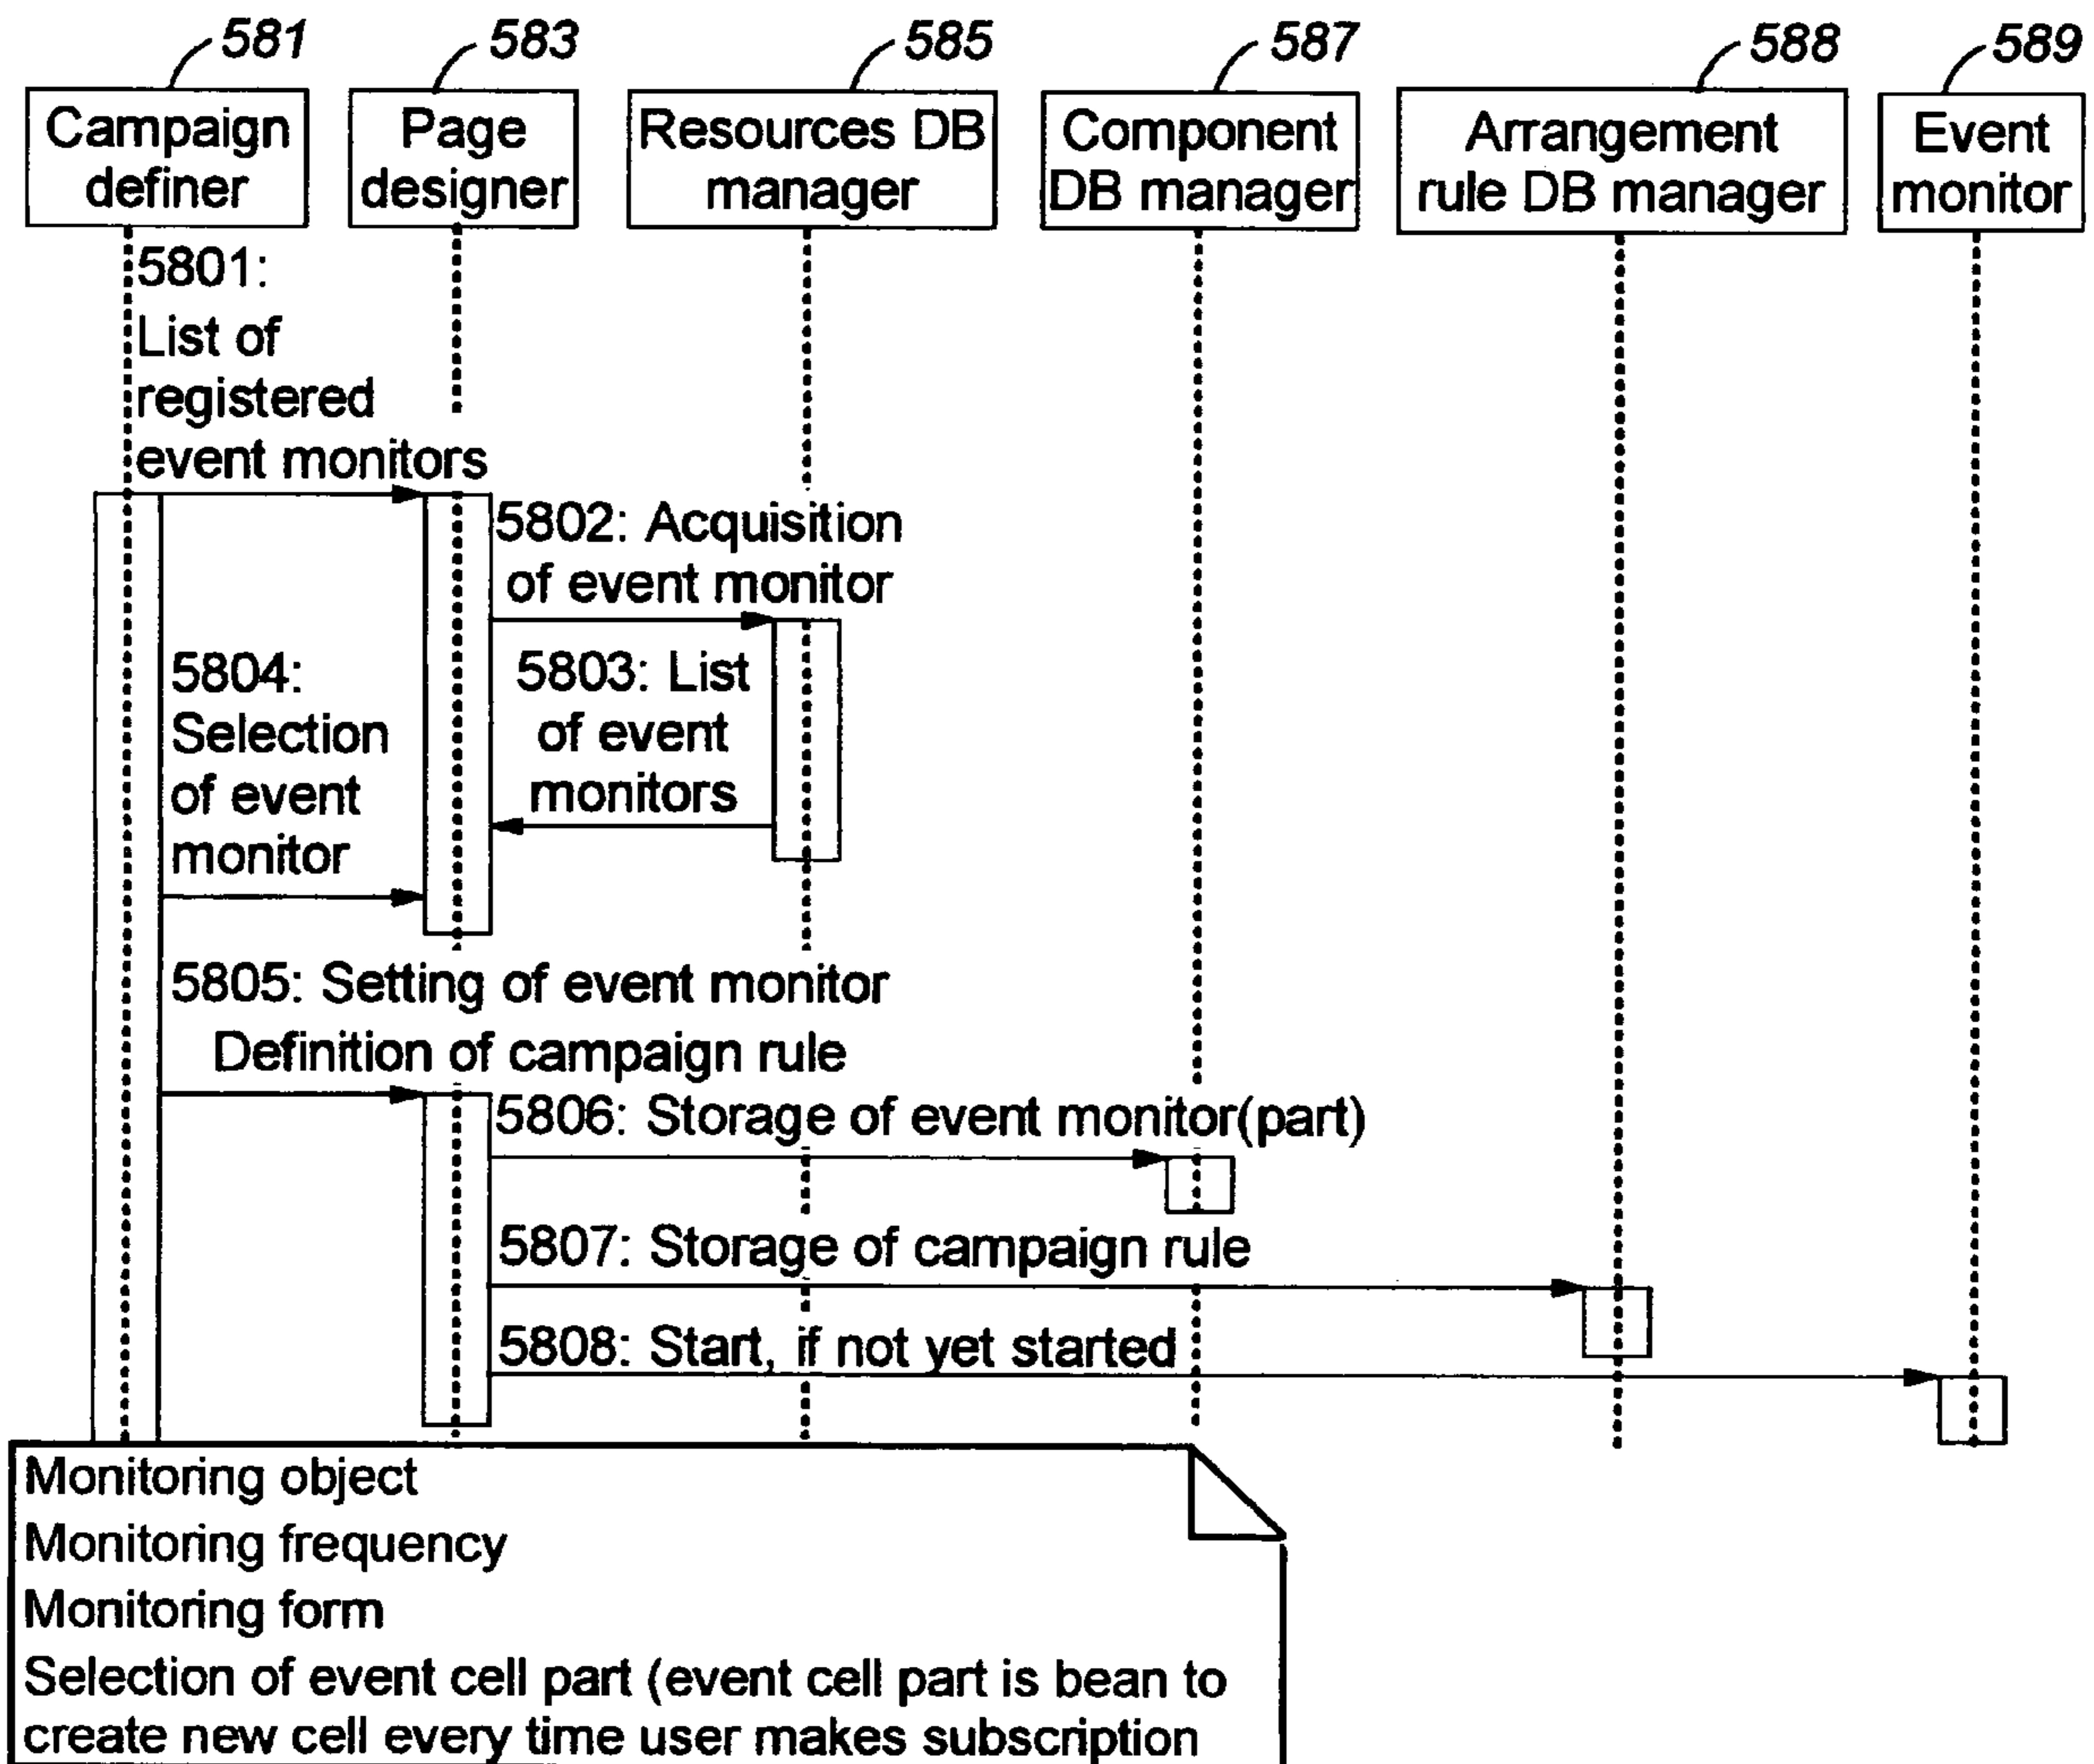 581
583
585
587
588
589
Campaign
definer
Page
designer
Resources DB
manager
Component
DB manager
Arrangement
rule DB manager
Event
monitor
5801:
List of
registered
event monitors
5802: Acquisition
of event monitor
5803: List
of event
monitors
5804:
Selection
of event
monitor
5805: Setting of event monitor
Definition of campaign rule
5806: Storage of event monitor(part)
5807: Storage of campaign rule
5808: Start, if not yet started
Monitoring object
Monitoring frequency
Monitoring form
Selection of event cell part (event cell part is bean to
create new cell every time user makes subscription